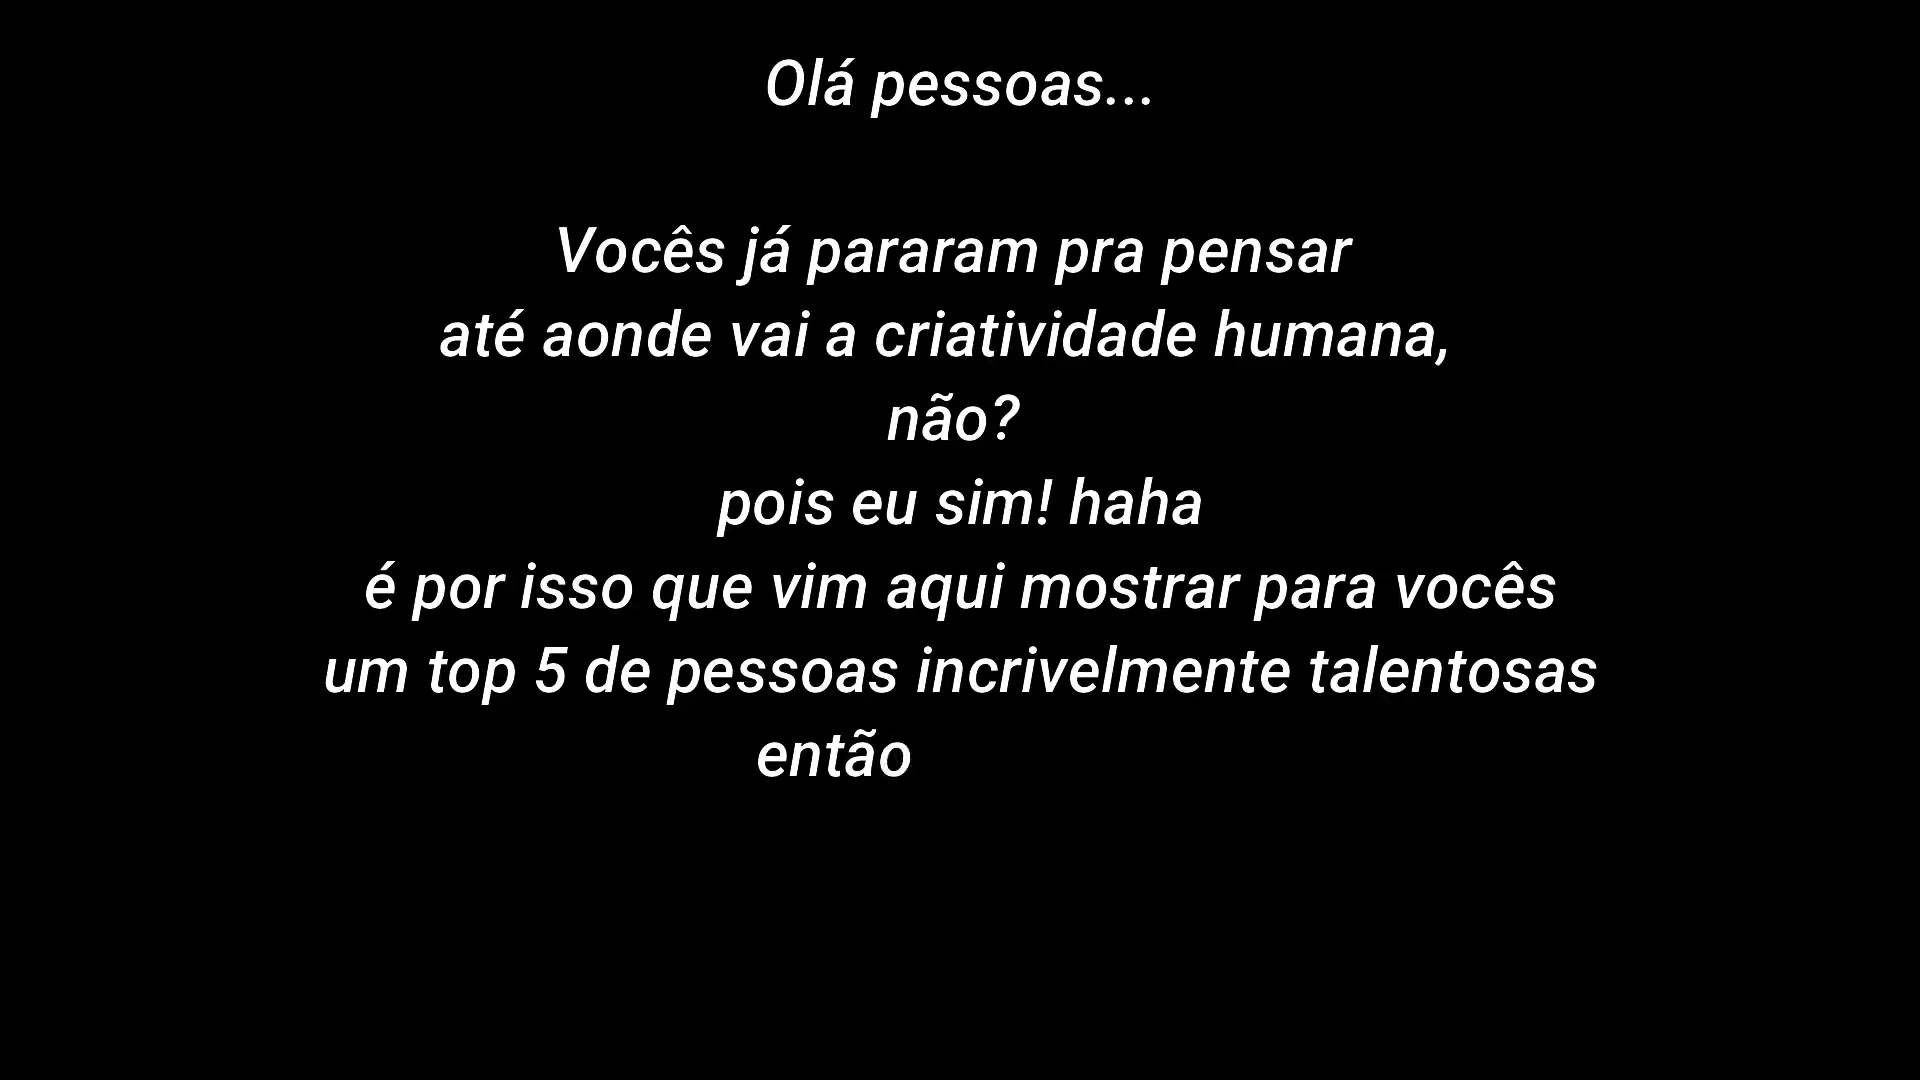 Olá pessoas...
Vocês já pararam pra pensar
até aonde vai a criatividade humana,
não?
pois eu sim! haha
é por isso que vim aqui mostrar para vocês
um top 5 de pessoas incrivelmente talentosas
então